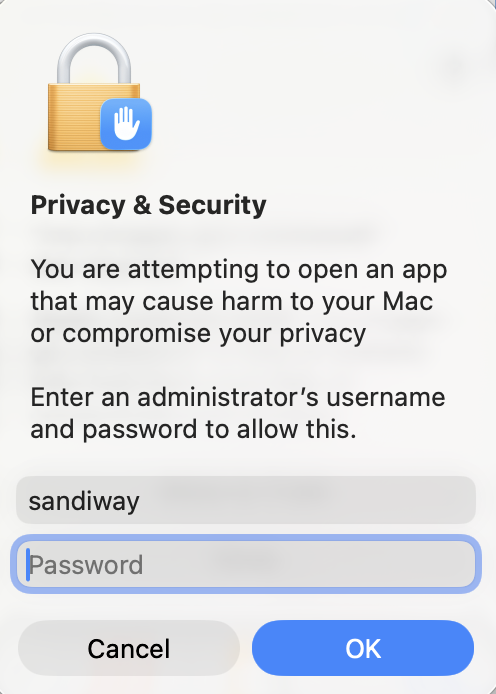 Privacy & Security
You are attempting to open an app
that may cause harm to your Mac
or compromise your privacy
Enter an administrator’s username
and password to allow this.
sandiway
Password
Cancel
OK